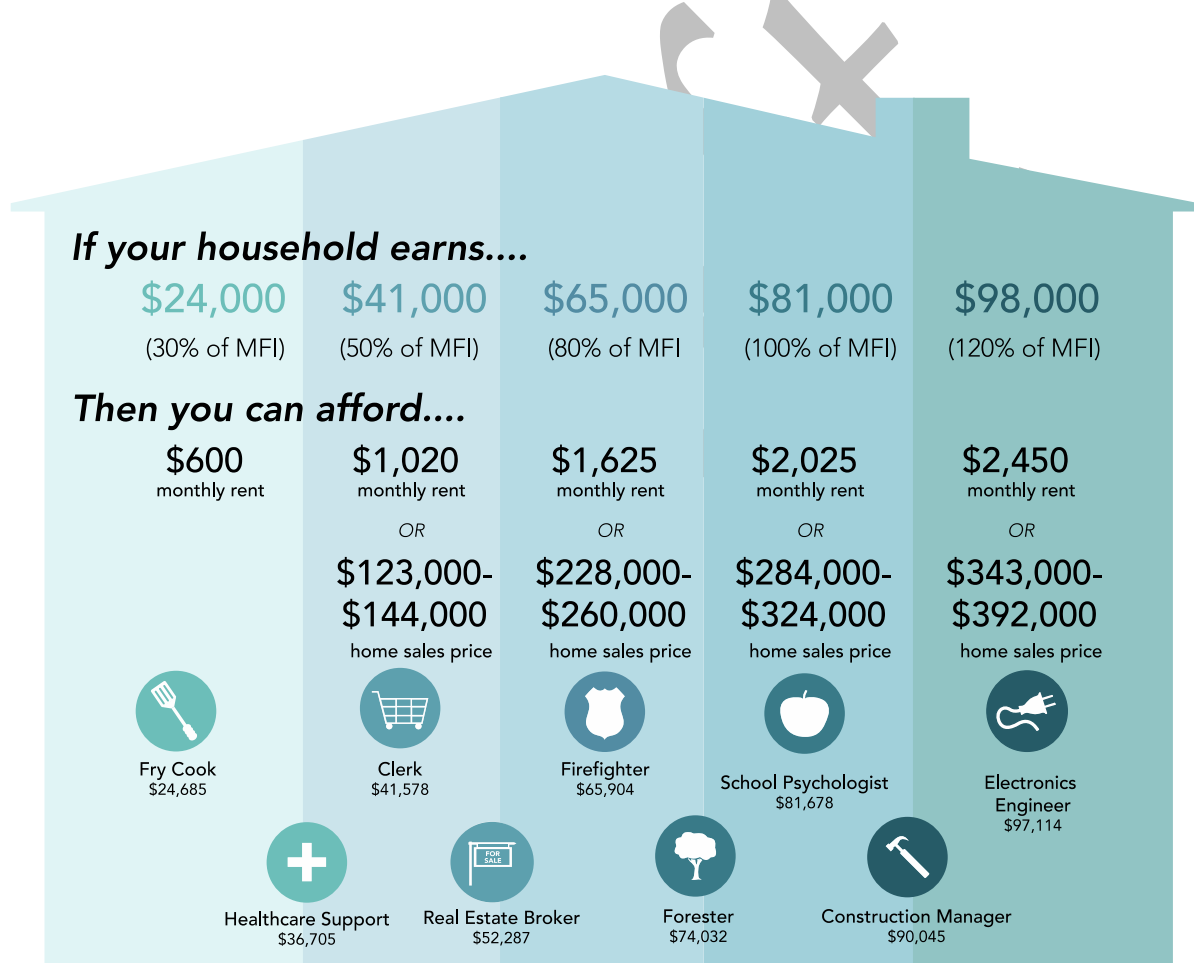 If your household earns....
$24,000 $41,000 $65,000 $81,000 $98,000
(30% of MFI) (50% of MFI) (80% of MFI (100% of MFI) (120% of MFI)
Then you can afford....
$600 $1,020 $1,625 $2,025 $2,450
monthly rent monthly rent monthly rent monthly rent monthly rent
OR OR OR OR
$123,000- $228,000- $284,000- $343,000-
$144,000 $260,000 $324,000 $392,000
home sales price home sales price home sales price home sales price
Fry Cook Clerk Firefighter School Psychologist Electronics
Engineer
$24,685 $41,578 $65,904 $81,678 $97,114
FOR
SALE
Healthcare Support Real Estate Broker Forester Construction Manager
$36,705 $52,287 $74,032 $90,045